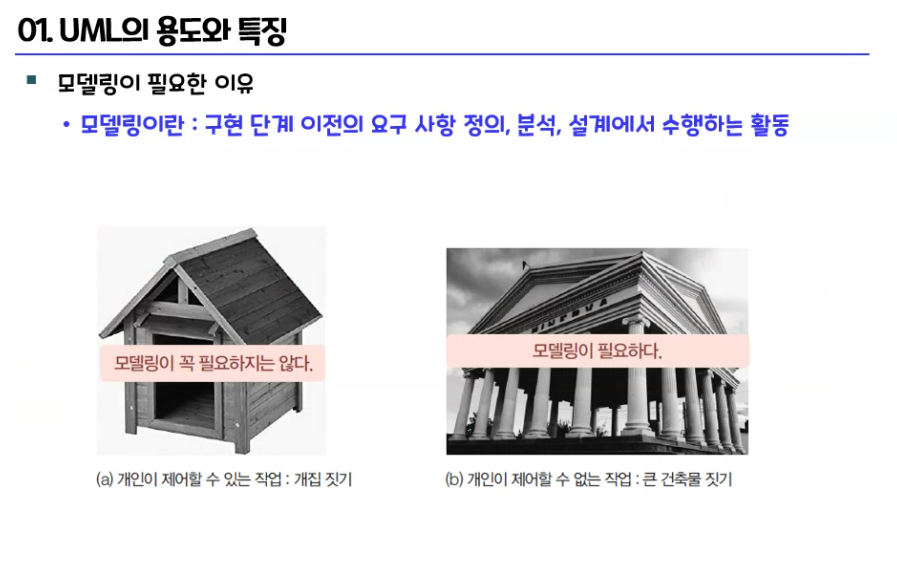 01. UML의 용도와 특징
모델링이 필요한 이유
• 모델링이란 : 구현 단계 이전의 요구 사항 정의, 분석, 설계에서 수행하는 활동
모델링이 꼭 필요하지는 않다.
모델링이 필요하다.
(a) 개인이 제어할 수 있는 작업 : 개집 짓기
(b) 개인이 제어할 수 없는 작업 : 큰 건축물 짓기